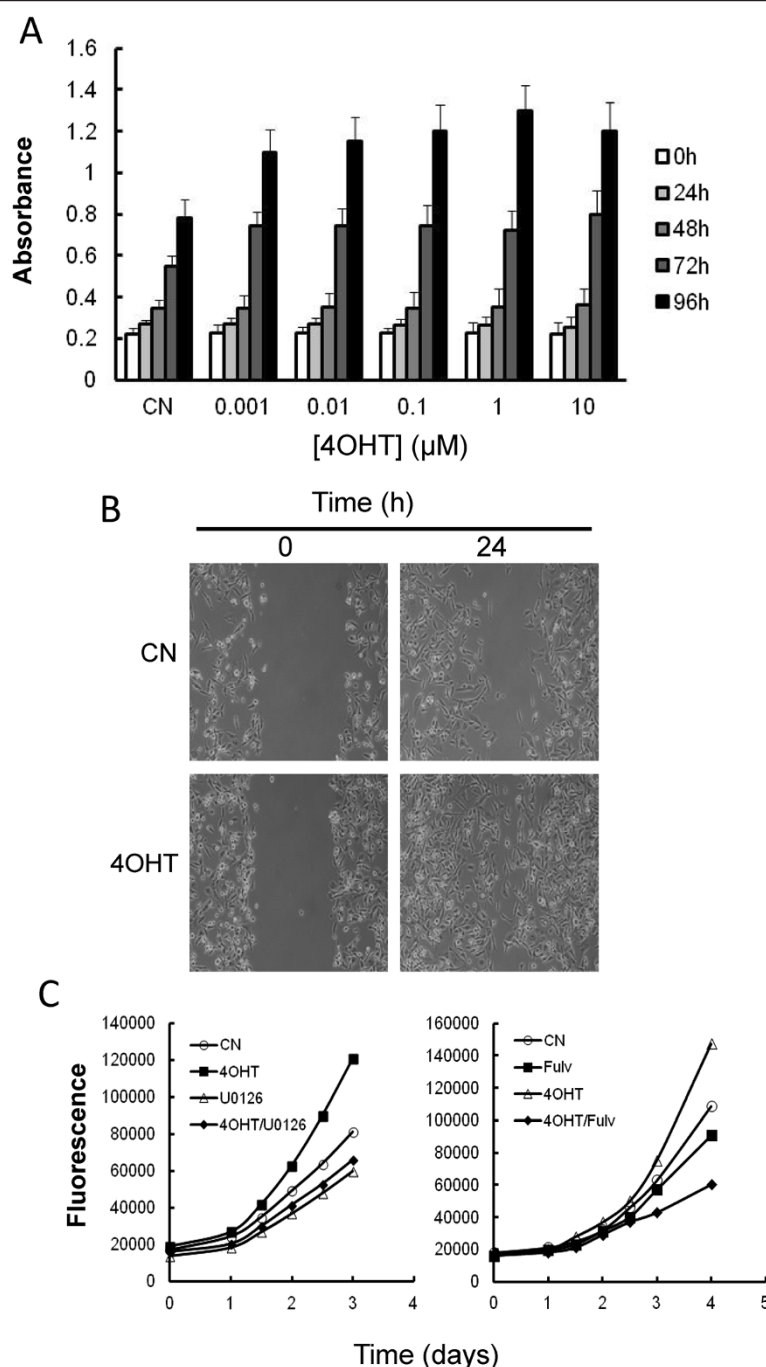 A
1.6
1.4
1.2
1
0.8
0.6
0.4
0.2
0
Absorbance
0h
24h
48h
72h
96h
CN 0.001 0.01 0.1 1 10
[4OHT] (µM)
B
Time (h)
0 24
CN
4OHT
C
140000
120000
100000
80000
60000
40000
20000
0
Fluorescence
CN
4OHT
U0126
4OHT/U0126
0 1 2 3 4
160000
140000
120000
100000
80000
60000
40000
20000
0
CN
Fulv
4OHT
4OHT/Fulv
0 1 2 3 4 5
Time (days)